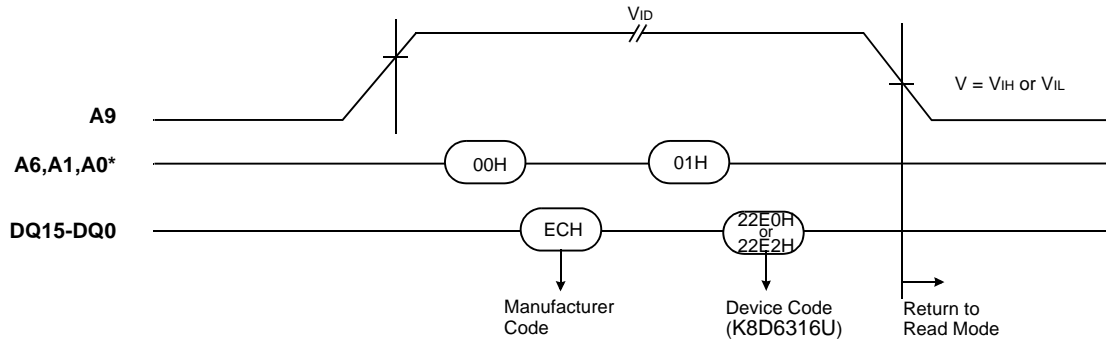 VID
V = VIH or VIL
A9
A6,A1,A0*
00H
01H
DQ15-DQ0
ECH
22E0H
or
22E2H
Manufacturer
Code
Device Code
(K8D6316U)
Return to
Read Mode